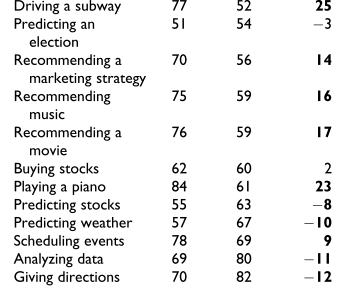 Driving a subway 77 52 25
Predicting an 51 54 −3
election
Recommending a 70 56 14
marketing strategy
Recommending 75 59 16
music
Recommending a 76 59 17
movie
Buying stocks 62 60 2
Playing a piano 84 61 23
Predicting stocks 55 63 −8
Predicting weather 57 67 −10
Scheduling events 78 69 9
Analyzing data 69 80 −11
Giving directions 70 82 −12